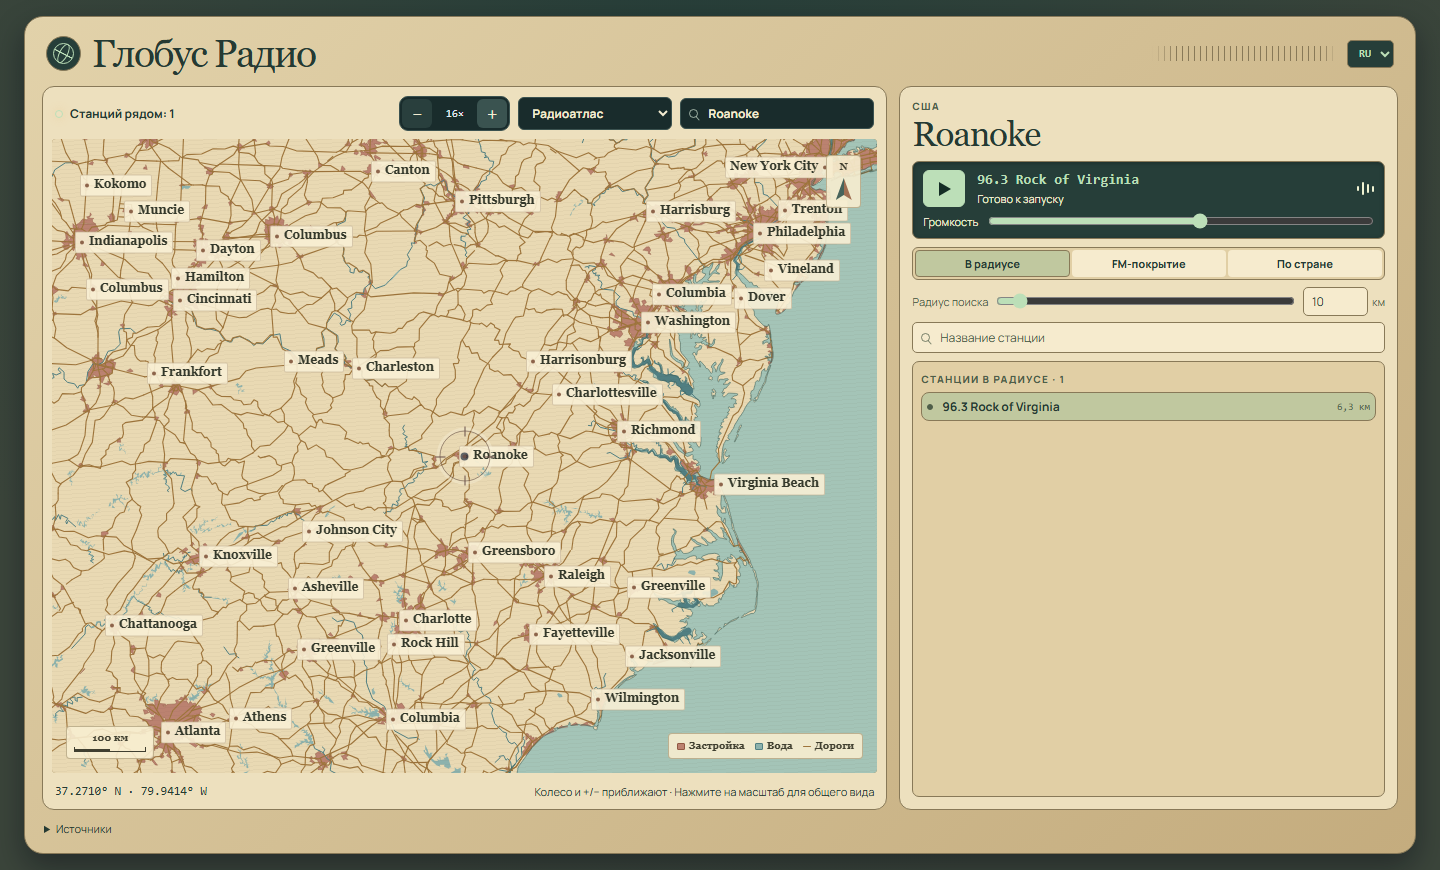 Глобус Радио
RU
Станций рядом: 1
−
16×
+
Радиоатлас
Roanoke
Kokomo
Canton
New York City
N
Muncie
Pittsburgh
Harrisburg
Trenton
Indianapolis
Dayton
Columbus
Philadelphia
Hamilton
Vineland
Columbus
Cincinnati
Columbia
Dover
Washington
Frankfort
Meads
Charleston
Harrisonburg
Charlottesville
Richmond
Roanoke
Virginia Beach
Johnson City
Knoxville
Greensboro
Raleigh
Asheville
Greenville
Chattanooga
Charlotte
Fayetteville
Greenville
Rock Hill
Jacksonville
Wilmington
Athens
Columbia
Atlanta
100 км
Застройка
Вода
Дороги
37.2710° N · 79.9414° W
Колесо и +/− приближают · Нажмите на масштаб для общего вида
США
Roanoke
96.3 Rock of Virginia
Готово к запуску
Громкость
В радиусе
FM-покрытие
По стране
Радиус поиска
10
км
Название станции
СТАНЦИИ В РАДИУСЕ · 1
96.3 Rock of Virginia
6,3 км
Источники